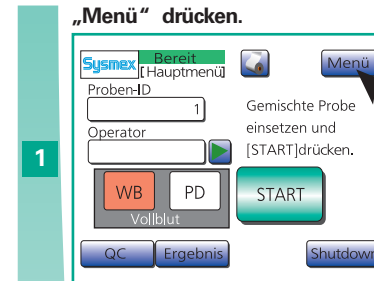 „Menü“ drücken.
Sysmex Bereit
[Hauptmenü]
Menü
Proben-ID
1
Gemischte Probe
einsetzen und
[START]drücken.
Operator
1
WB PD
START
Vollblut
QC Ergebnis Shutdown